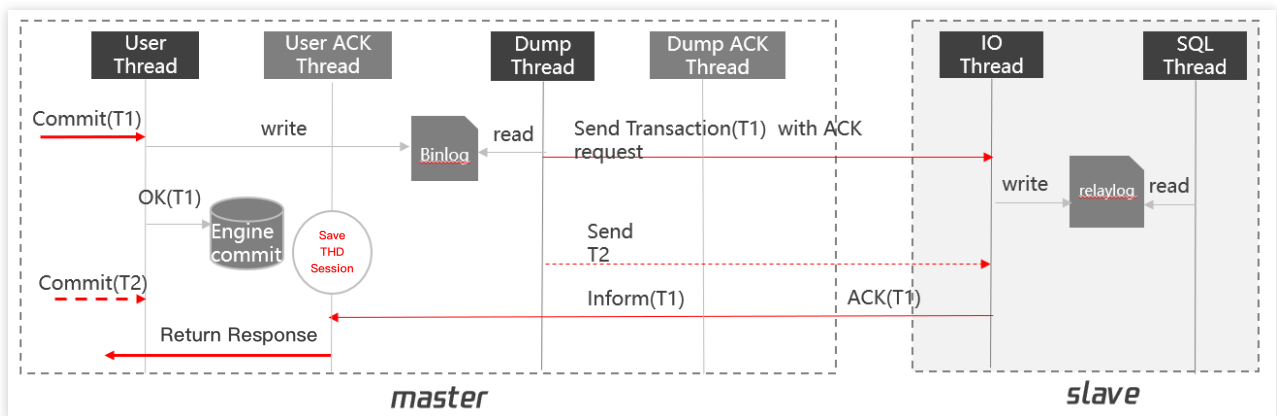 User
Thread
User ACK
Thread
Dump
Thread
Dump ACK
Thread
IO
Thread
SQL
Thread
Commit(T1)
write
Binlog
read
Send Transaction(T1) with ACK
request
write
relaylog
read
OK(T1)
Engine
commit
Save
THD
Session
Send
T2
Commit(T2)
Inform(T1)
ACK(T1)
Return Response
master
slave